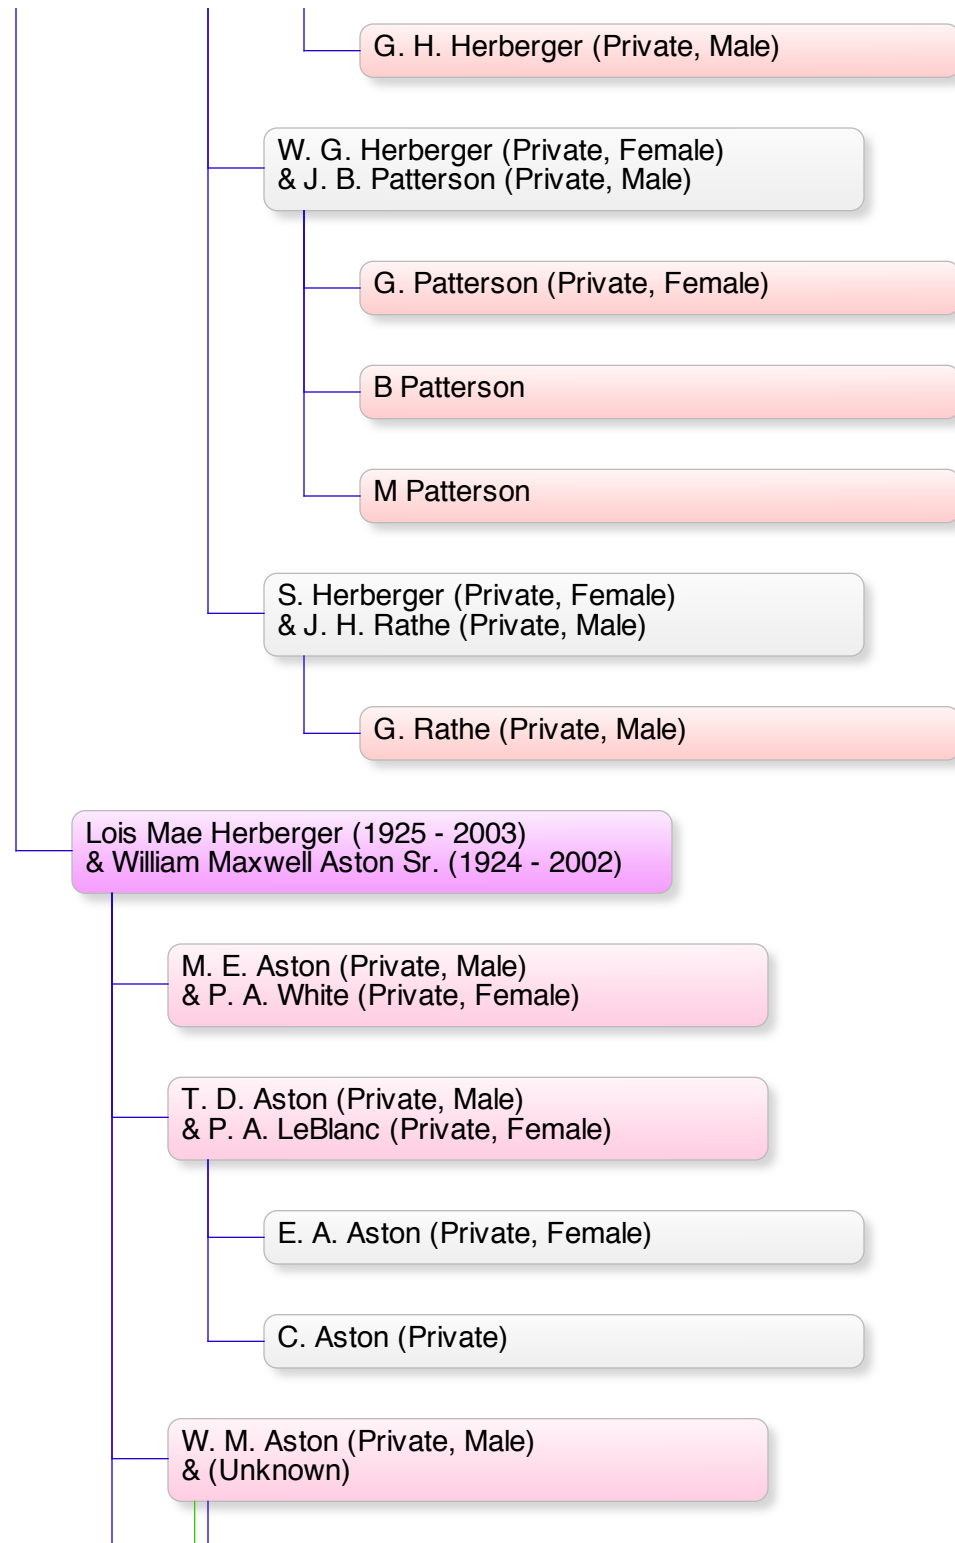 G. H. Herberger (Private, Male)
W. G. Herberger (Private, Female)
& J. B. Patterson (Private, Male)
G. Patterson (Private, Female)
B Patterson
M Patterson
S. Herberger (Private, Female)
& J. H. Rathe (Private, Male)
G. Rathe (Private, Male)
Lois Mae Herberger (1925 - 2003)
& William Maxwell Aston Sr. (1924 - 2002)
M. E. Aston (Private, Male)
& P. A. White (Private, Female)
T. D. Aston (Private, Male)
& P. A. LeBlanc (Private, Female)
E. A. Aston (Private, Female)
C. Aston (Private)
W. M. Aston (Private, Male)
& (Unknown)